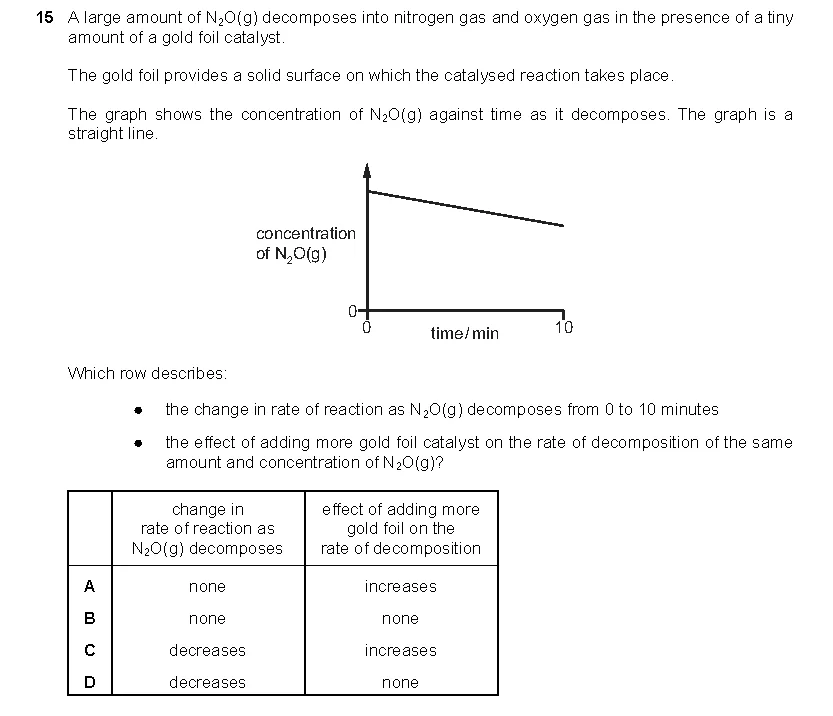 15 A large amount of N₂O(g) decomposes into nitrogen gas and oxygen gas in the presence of a tiny
amount of a gold foil catalyst.
The gold foil provides a solid surface on which the catalysed reaction takes place.
The graph shows the concentration of N₂O(g) against time as it decomposes. The graph is a
straight line.
concentration
of N₂O(g)
0
0
time/min
10
Which row describes:
● the change in rate of reaction as N₂O(g) decomposes from 0 to 10 minutes
● the effect of adding more gold foil catalyst on the rate of decomposition of the same
amount and concentration of N₂O(g)?
change in
rate of reaction as
N₂O(g) decomposes
effect of adding more
gold foil on the
rate of decomposition
A none increases
B none none
C decreases increases
D decreases none